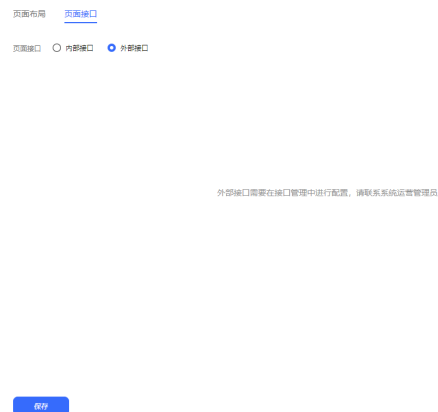 页面布局 页面接口
页面接口 内部接口 外部接口
外部接口需要在接口管理中进行配置，请联系系统运营管理员
保存